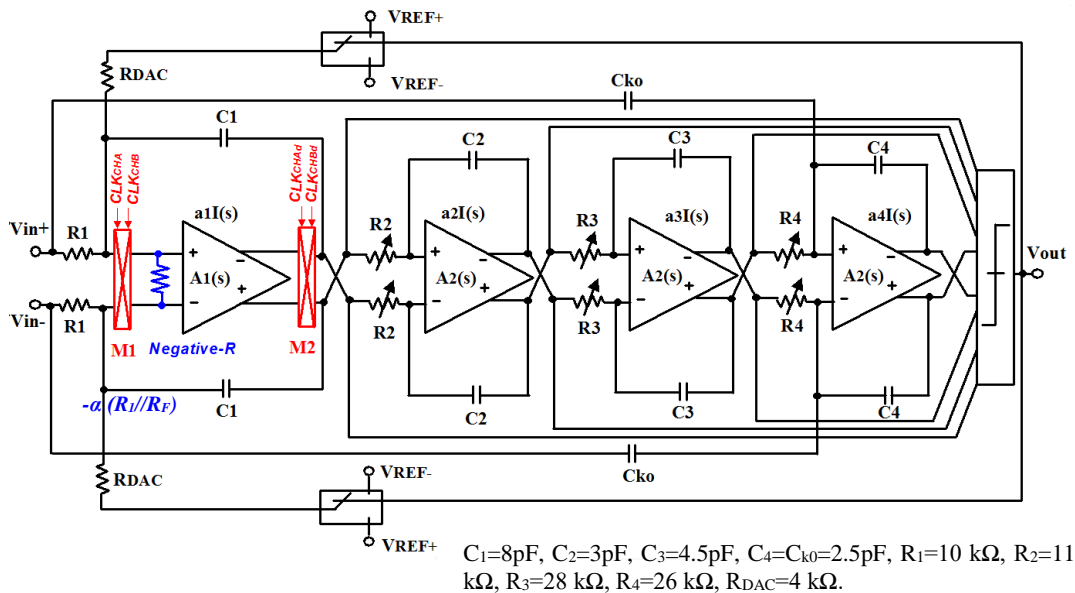 VREF+
RDAC
VREF-
Cko
C1
C2
C3
C4
CLKCHA
CLKCHB
CLKCHAd
CLKCHBd
Vin+
R1
a1I(s)
A1(s)
R2
a2I(s)
A2(s)
R3
a3I(s)
A2(s)
R4
a4I(s)
A2(s)
Vout
Vin-
R1
M1
Negative-R
M2
R2
R3
R4
-α (R1//RF)
C1
C2
C3
C4
Cko
RDAC
VREF-
VREF+
C1=8pF, C2=3pF, C3=4.5pF, C4=Ck0=2.5pF, R1=10 kΩ, R2=11
kΩ, R3=28 kΩ, R4=26 kΩ, RDAC=4 kΩ.